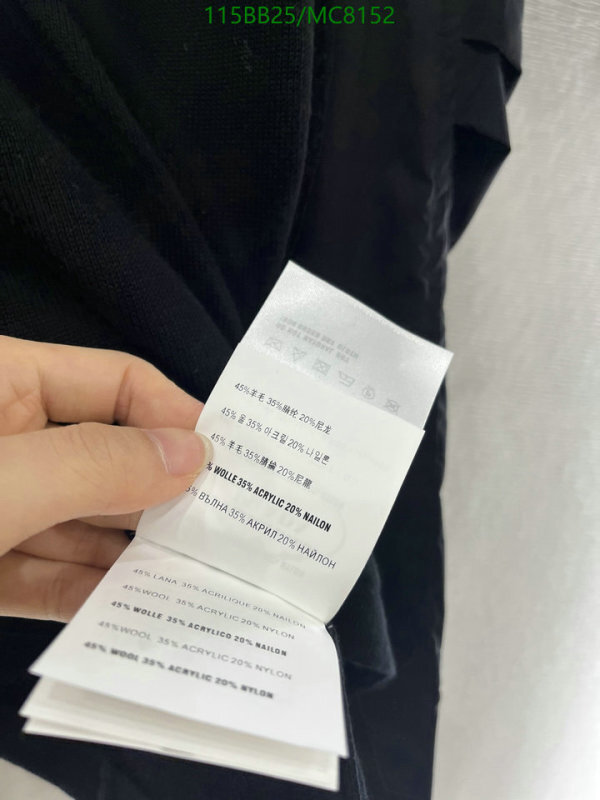 115BB25/MC8152
45%羊毛 35%腈纶 20%尼龙
45% 울 35% 아크릴 20% 나일론
45% 羊毛 35%腈綸 20%尼龍
% WOLLE 35% ACRYLIC 20% NAILON
5% ВЪЛНА 35% АКРИЛ 20% НАЙЛОН
45% LANA 35% ACRILIQUE 20% NAILON
45%WOOL 35% ACRYLIC 20% NYLON
45% WOLLE 35% ACRYLICO 20% NAILON
45%WOOL 35% ACRYLIC 20% NYLON
45% WOOL 35% ACRYLIC 20% NYLON